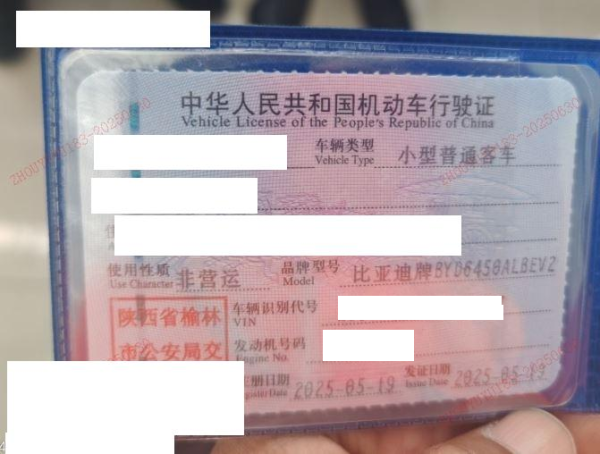 中华人民共和国机动车行驶证
Vehicle License of the People's Republic of China
车辆类型
Vehicle Type
小型普通客车
使用性质
Use Character
非营运
品牌型号
Model
比亚迪牌BYD6450ALBEV2
陕西省榆林
市公安局交
车辆识别代号
VIN
发动机号码
Engine No.
注册日期
Register Date
2025-05-19
发证日期
Issue Date
2025-05-19